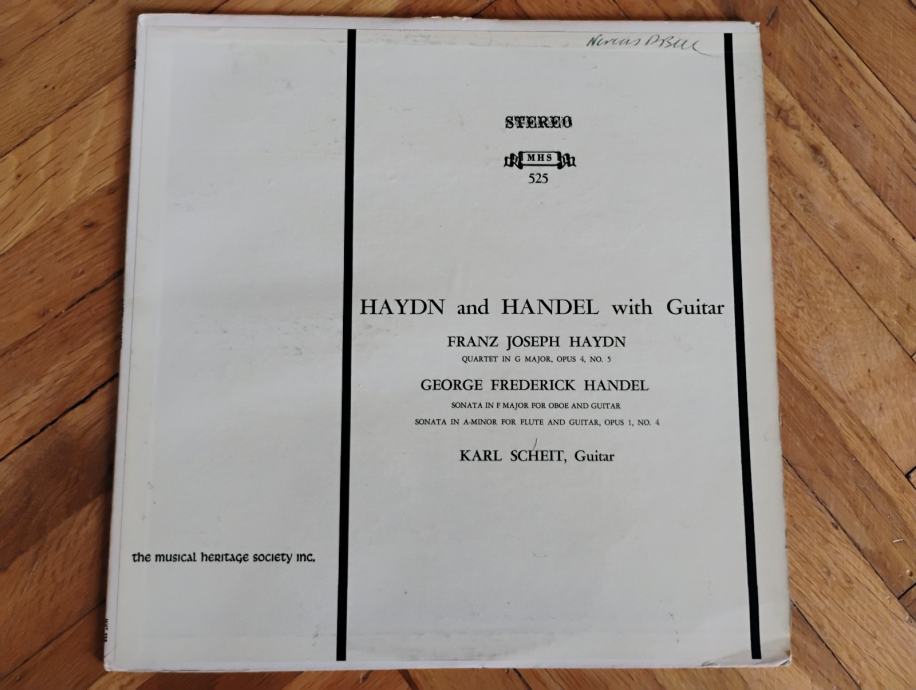 STEREO
MHS
525
HAYDN and HANDEL with Guitar
FRANZ JOSEPH HAYDN
QUARTET IN G MAJOR, OPUS 4, NO. 5
GEORGE FREDERICK HANDEL
SONATA IN F MAJOR FOR OBOE AND GUITAR
SONATA IN A-MINOR FOR FLUTE AND GUITAR, OPUS 1, NO. 4
KARL SCHEIT, Guitar
the musical heritage society inc.